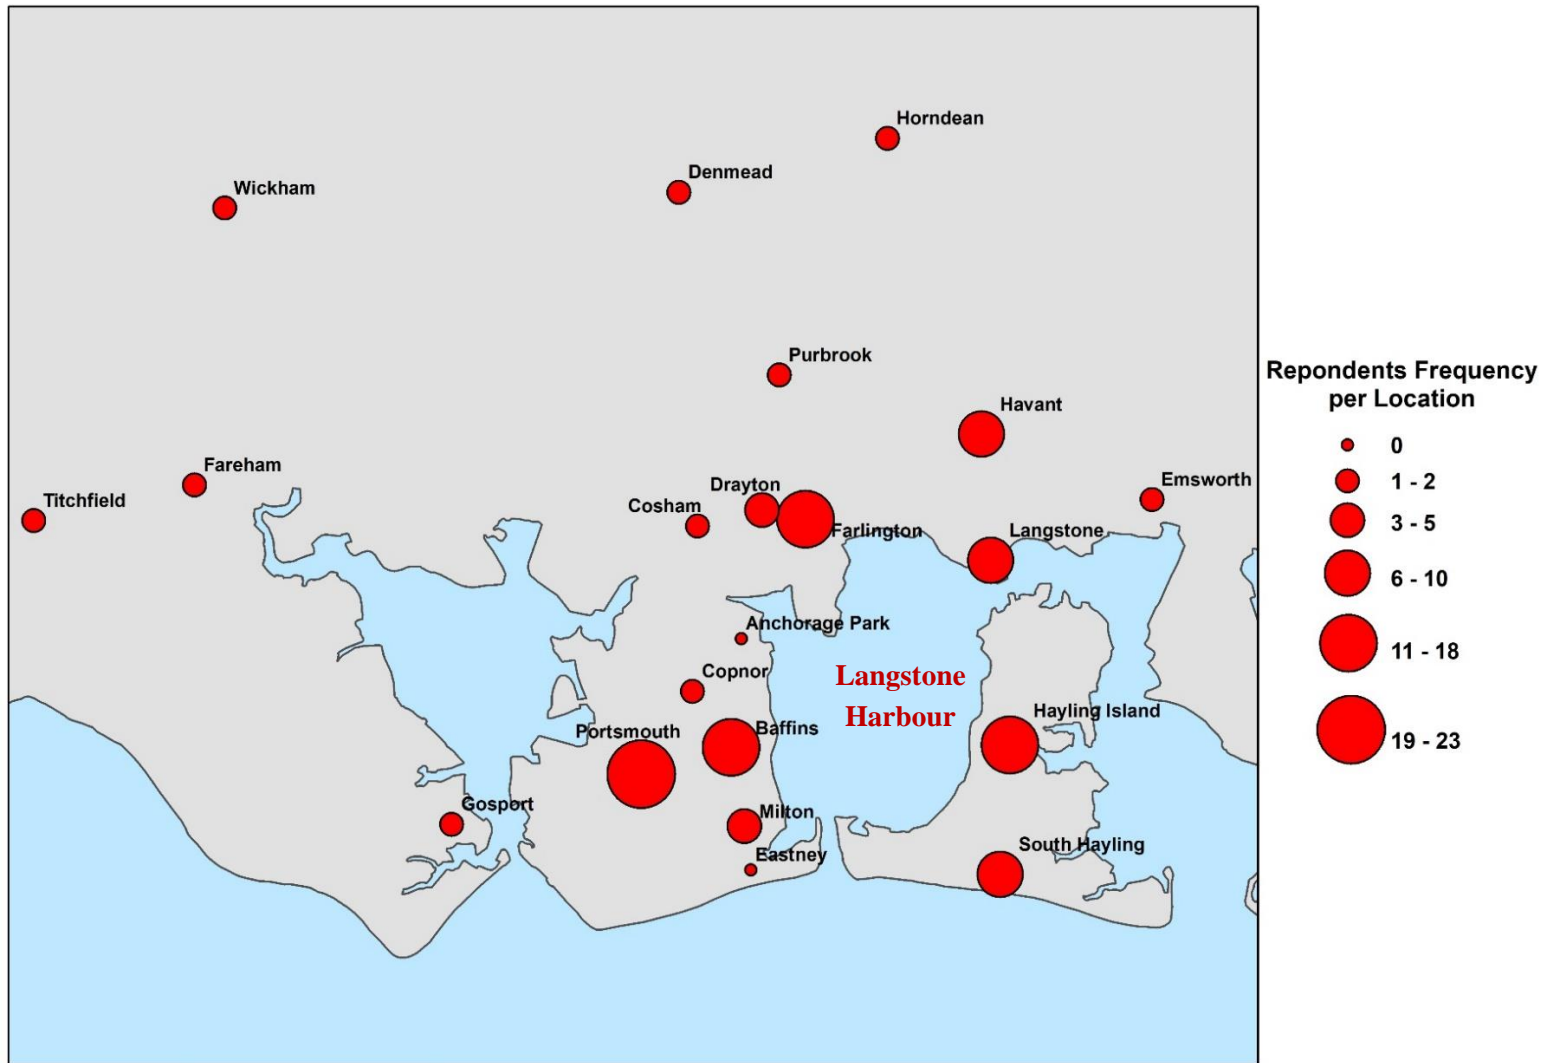 Horndean
Denmead
Wickham
Purbrook
Havant
Fareham
Titchfield
Drayton
Cosham
Farlington
Emsworth
Langstone
Anchorage Park
Copnor
Langstone
Harbour
Portsmouth
Baffins
Hayling Island
Gosport
Milton
Eastney
South Hayling
Repondents Frequency
per Location
0
1 - 2
3 - 5
6 - 10
11 - 18
19 - 23